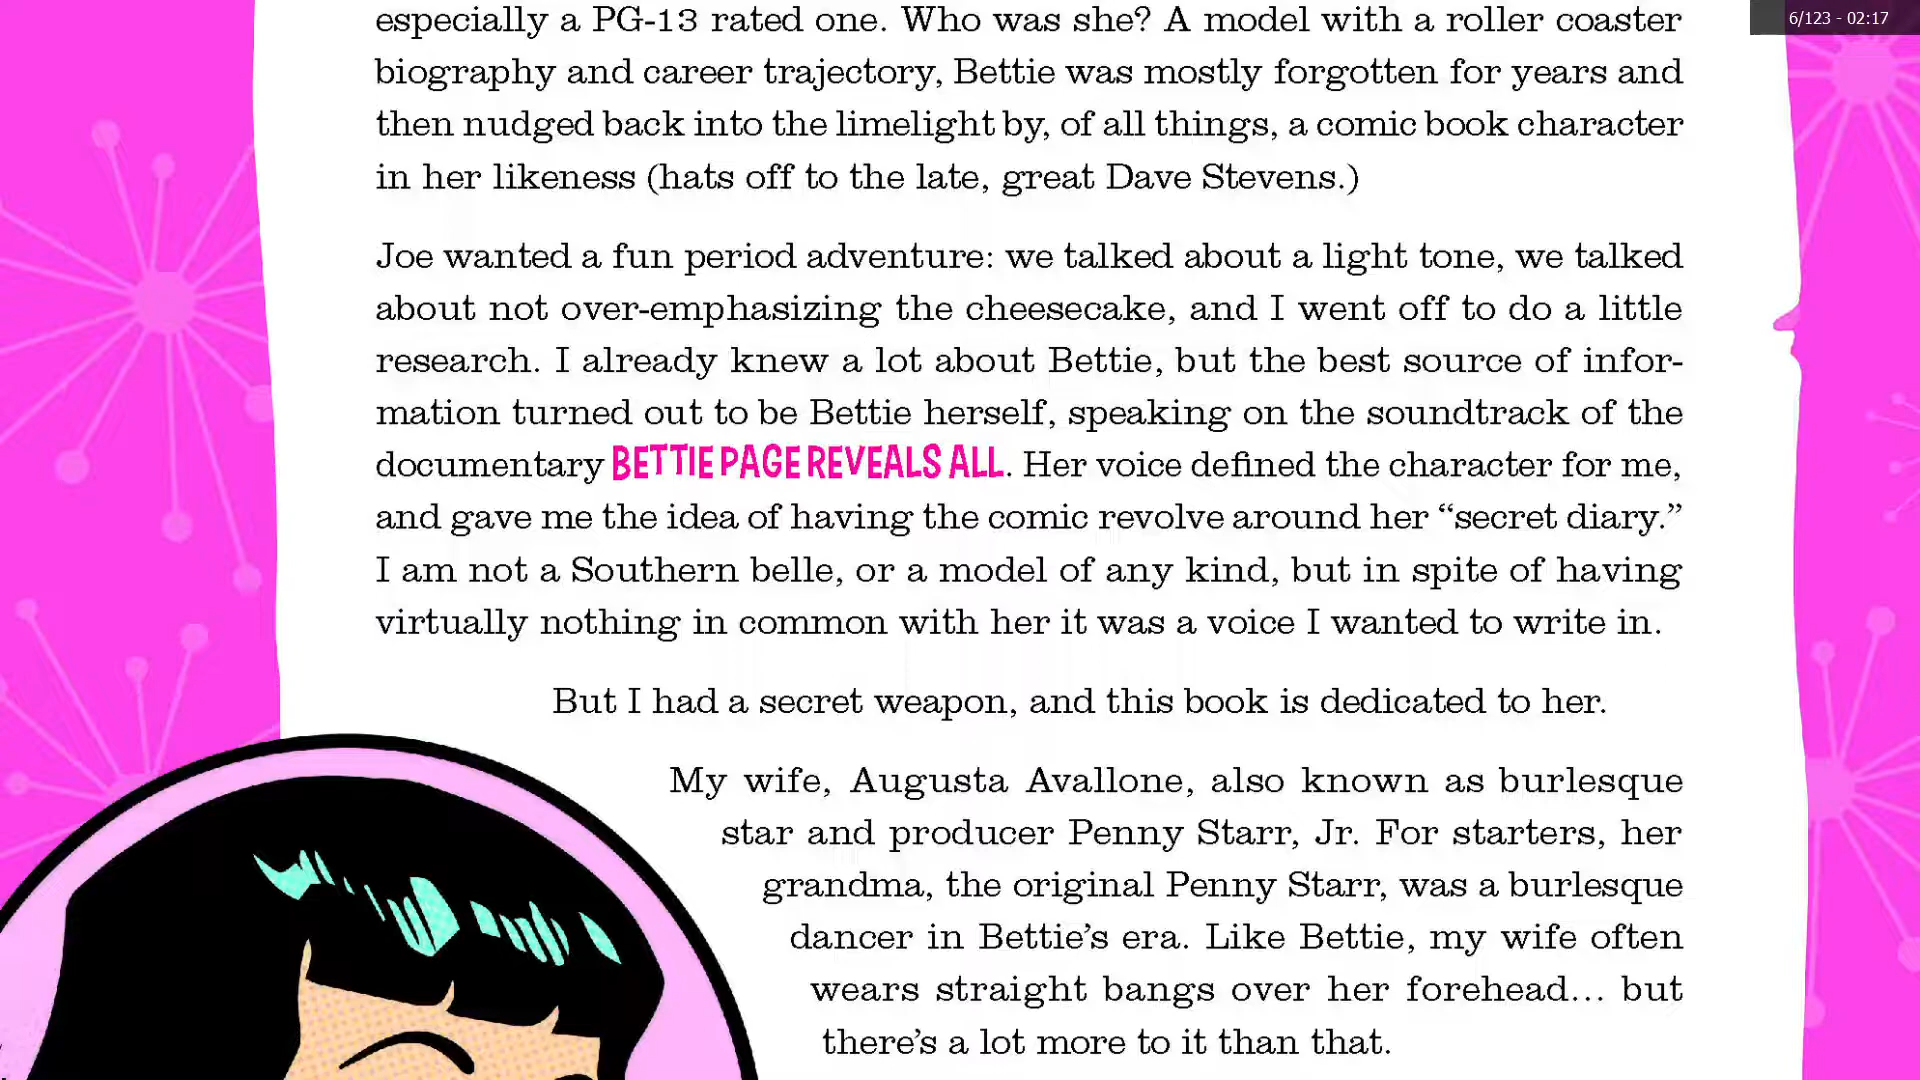 6/123 - 02:17
especially a PG-13 rated one. Who was she? A model with a roller coaster
biography and career trajectory, Bettie was mostly forgotten for years and
then nudged back into the limelight by, of all things, a comic book character
in her likeness (hats off to the late, great Dave Stevens.)
Joe wanted a fun period adventure: we talked about a light tone, we talked
about not over-emphasizing the cheesecake, and I went off to do a little
research. I already knew a lot about Bettie, but the best source of infor-
mation turned out to be Bettie herself, speaking on the soundtrack of the
documentary BETTIE PAGE REVEALS ALL. Her voice defined the character for me,
and gave me the idea of having the comic revolve around her “secret diary.”
I am not a Southern belle, or a model of any kind, but in spite of having
virtually nothing in common with her it was a voice I wanted to write in.
But I had a secret weapon, and this book is dedicated to her.
My wife, Augusta Avallone, also known as burlesque
star and producer Penny Starr, Jr. For starters, her
grandma, the original Penny Starr, was a burlesque
dancer in Bettie’s era. Like Bettie, my wife often
wears straight bangs over her forehead... but
there’s a lot more to it than that.